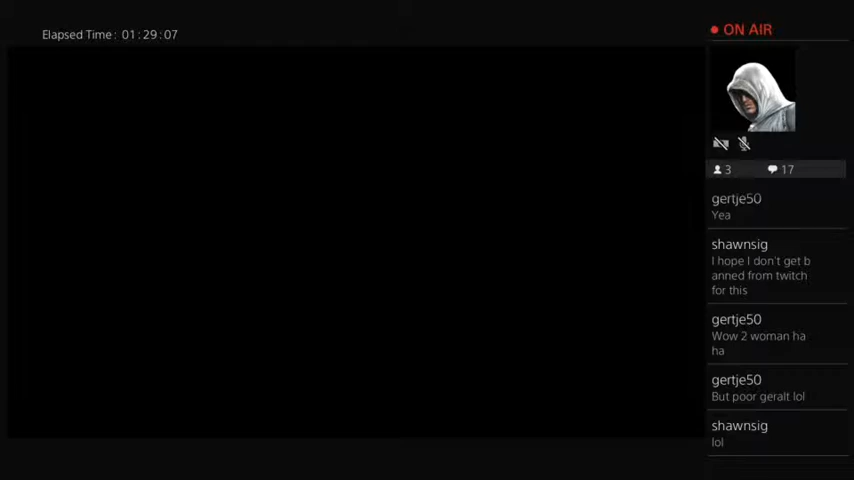 Elapsed Time: 01:29:07
ON AIR
3 17
gertje50
Yea
shawnsig
I hope I don't get b
anned from twitch
for this
gertje50
Wow 2 woman ha
ha
gertje50
But poor geralt lol
shawnsig
lol